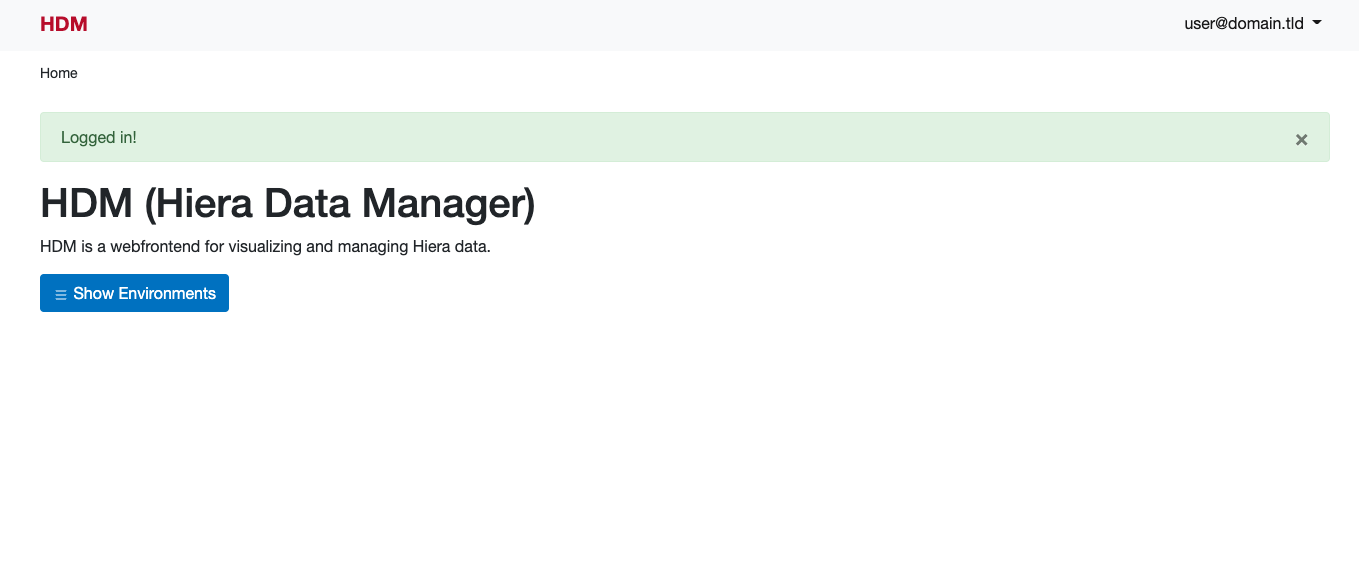 HDM
user@domain.tld
Home
Logged in!
×
HDM (Hiera Data Manager)
HDM is a webfrontend for visualizing and managing Hiera data.
Show Environments